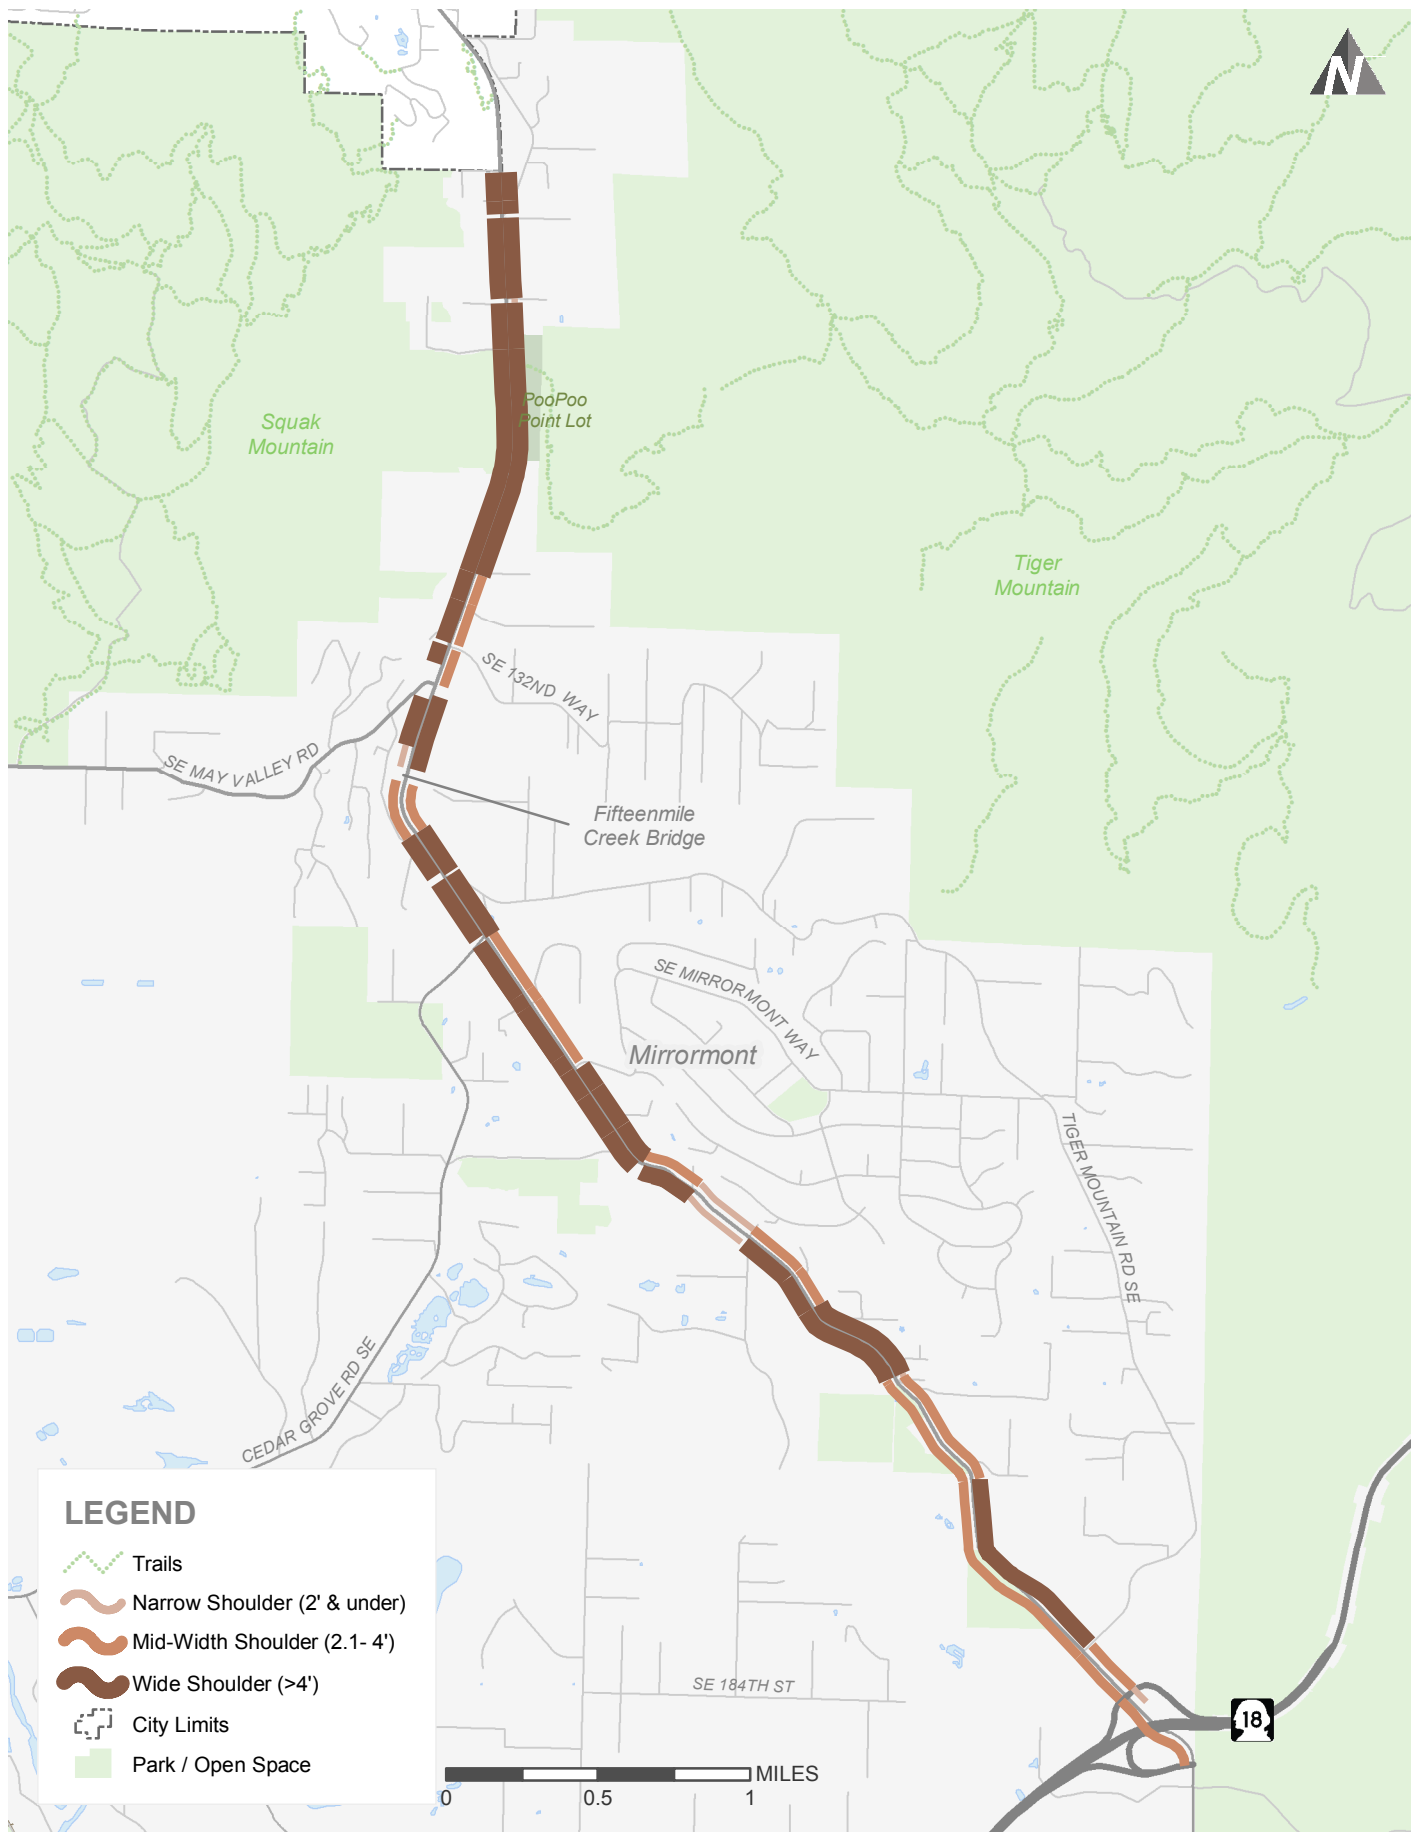 N
PooPoo
Point Lot
Squak
Mountain
Tiger
Mountain
SE 132ND WAY
SE MAY VALLEY RD
Fifteenmile
Creek Bridge
SE MIRRORMONT WAY
Mirrormont
TIGER MOUNTAIN RD SE
CEDAR GROVE RD SE
SE 184TH ST
18
LEGEND
Trails
Narrow Shoulder (2' & under)
Mid-Width Shoulder (2.1- 4')
Wide Shoulder (>4')
City Limits
Park / Open Space
MILES
0 0.5 1